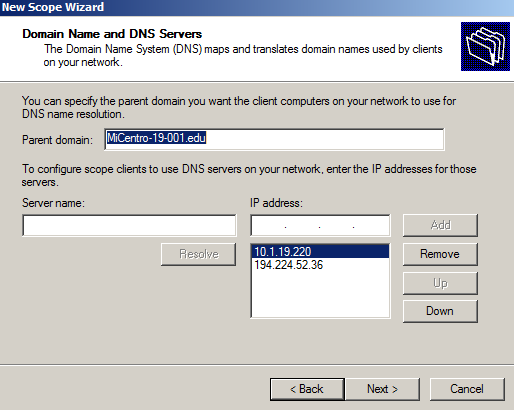 New Scope Wizard
Domain Name and DNS Servers
The Domain Name System (DNS) maps and translates domain names used by clients
on your network.
You can specify the parent domain you want the client computers on your network to use for
DNS name resolution.
Parent domain: MiCentro-19-001.edu
To configure scope clients to use DNS servers on your network, enter the IP addresses for those
servers.
Server name: IP address:
. . . Add
Resolve 10.1.19.220 Remove
194.224.52.36
Up
Down
< Back Next > Cancel